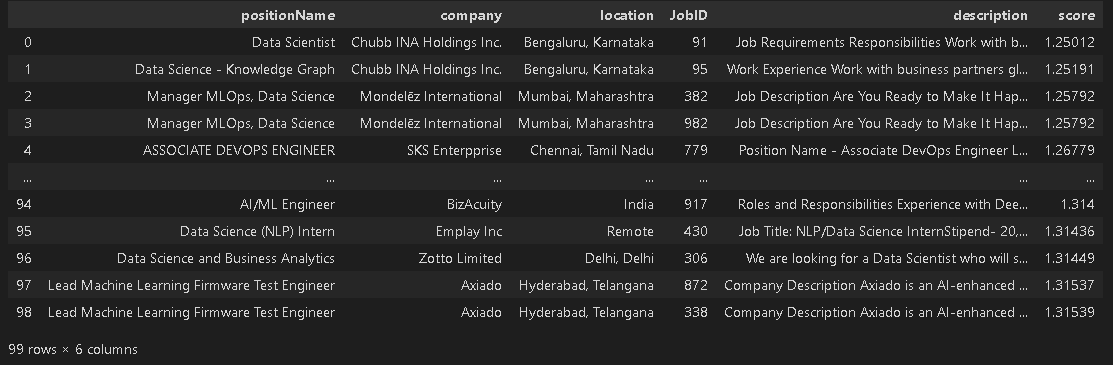 positionName company location JobID description score
0 Data Scientist Chubb INA Holdings Inc. Bengaluru, Karnataka 91 Job Requirements Responsibilities Work with b... 1.25012
1 Data Science - Knowledge Graph Chubb INA Holdings Inc. Bengaluru, Karnataka 95 Work Experience Work with business partners gl... 1.25191
2 Manager MLOps, Data Science Mondelēz International Mumbai, Maharashtra 382 Job Description Are You Ready to Make It Hap... 1.25792
3 Manager MLOps, Data Science Mondelēz International Mumbai, Maharashtra 982 Job Description Are You Ready to Make It Hap... 1.25792
4 ASSOCIATE DEVOPS ENGINEER SKS Enterpprise Chennai, Tamil Nadu 779 Position Name - Associate DevOps Engineer L... 1.26779
... ... ... ... ... ... ...
94 AI/ML Engineer BizAcuity India 917 Roles and Responsibilities Experience with Dee... 1.314
95 Data Science (NLP) Intern Emplay Inc Remote 430 Job Title: NLP/Data Science InternStipend- 20,... 1.31436
96 Data Science and Business Analytics Zotto Limited Delhi, Delhi 306 We are looking for a Data Scientist who will s... 1.31449
97 Lead Machine Learning Firmware Test Engineer Axiado Hyderabad, Telangana 872 Company Description Axiado is an AI-enhanced ... 1.31537
98 Lead Machine Learning Firmware Test Engineer Axiado Hyderabad, Telangana 338 Company Description Axiado is an AI-enhanced ... 1.31539
99 rows × 6 columns